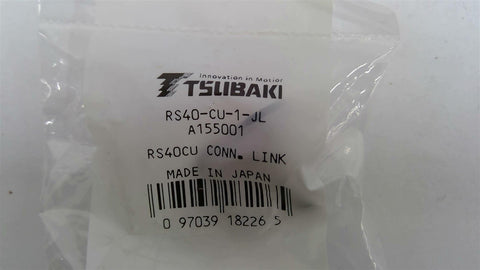 Innovation in Motion
TSUBAKI
RS40-CU-1-JL
A155001
RS40CU CONN. LINK
MADE IN JAPAN
0 97039 18226 5